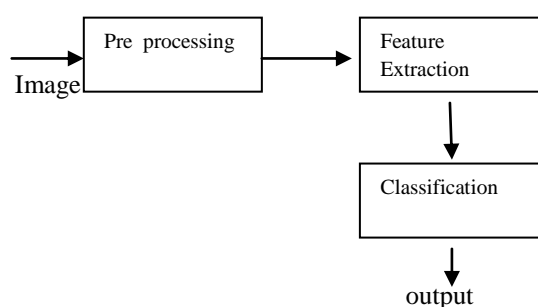 Image
Pre processing
Feature
Extraction
Classification
output